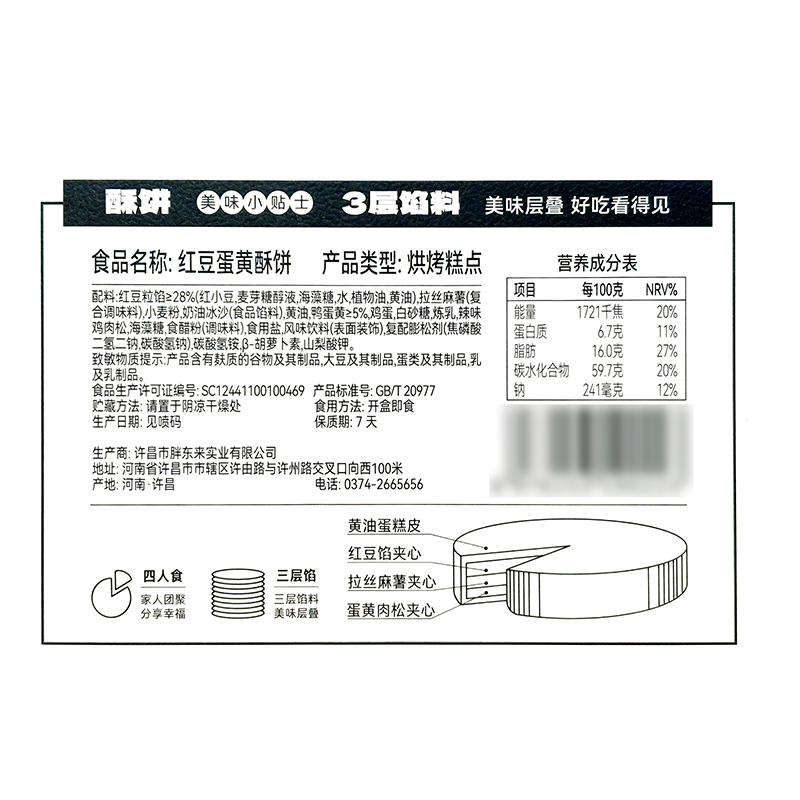 酥饼 美味小贴士 3层馅料 美味层叠 好吃看得见
食品名称: 红豆蛋黄酥饼 产品类型: 烘烤糕点
配料:红豆粒馅≥28%(红小豆,麦芽糖醇液,海藻糖,水,植物油,黄油),拉丝麻薯(复
合调味料),小麦粉,奶油冰沙(食品馅料),黄油,鸭蛋黄≥5%,鸡蛋,白砂糖,炼乳,辣味
鸡肉松,海藻糖,食醋粉(调味料),食用盐,风味饮料(表面装饰),复配膨松剂(焦磷酸
二氢二钠,碳酸氢钠),碳酸氢铵,β-胡萝卜素,山梨酸钾。
致敏物质提示:产品含有麸质的谷物及其制品,大豆及其制品,蛋类及其制品,乳
及乳制品。
食品生产许可证编号: SC12441100100469 产品标准号: GB/T 20977
贮藏方法: 请置于阴凉干燥处 食用方法: 开盒即食
生产日期: 见喷码 保质期: 7 天
生产商: 许昌市胖东来实业有限公司
地址: 河南省许昌市市辖区许由路与许州路交叉口向西100米
产地: 河南·许昌 电话: 0374-2665656
营养成分表
项目 每100克 NRV%
能量 1721千焦 20%
蛋白质 6.7克 11%
脂肪 16.0克 27%
碳水化合物 59.7克 20%
钠 241毫克 12%
四人食
家人团聚
分享幸福
三层馅
三层馅料
美味层叠
黄油蛋糕皮
红豆馅夹心
拉丝麻薯夹心
蛋黄肉松夹心